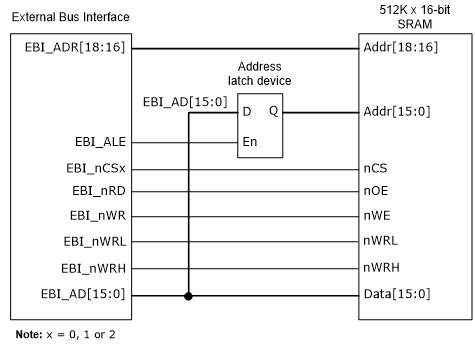 External Bus Interface
512K x 16-bit
SRAM
EBI_ADR[18:16]
Addr[18:16]
Address
latch device
EBI_AD[15:0]
D
Q
Addr[15:0]
EBI_ALE
En
EBI_nCSx
nCS
EBI_nRD
nOE
EBI_nWR
nWE
EBI_nWRL
nWRL
EBI_nWRH
nWRH
EBI_AD[15:0]
Data[15:0]
Note: x = 0, 1 or 2